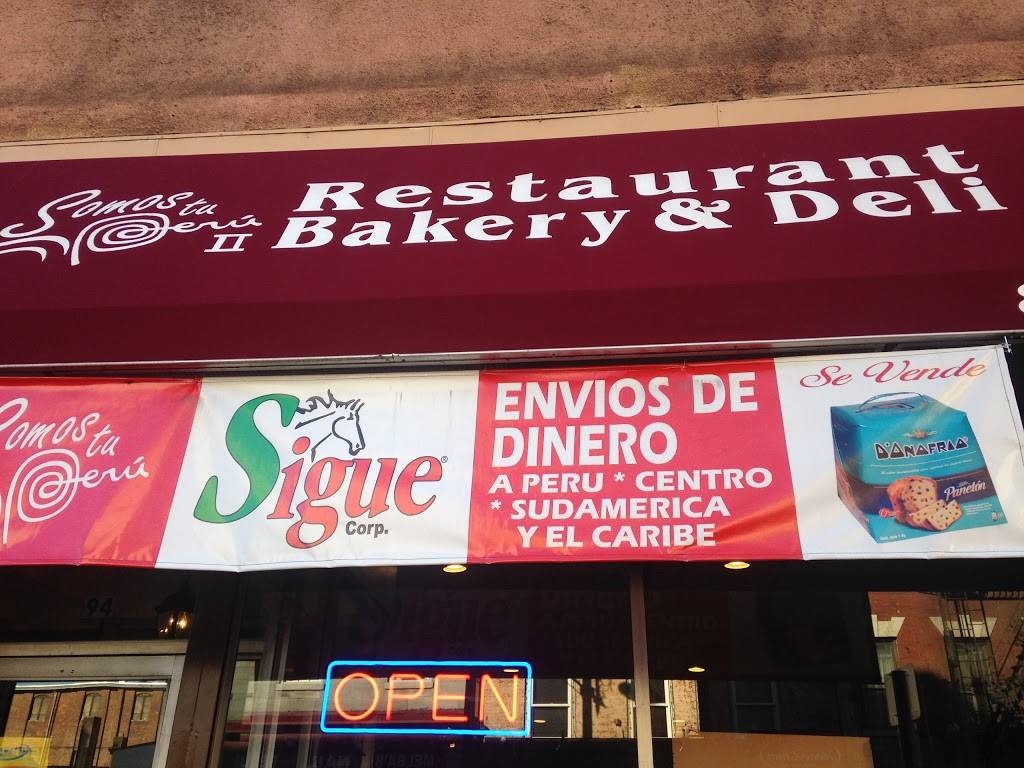 Somos tu
Perú
II
Restaurant
Bakery & Deli
Somos tu
Perú
Sigue®
Corp.
ENVIOS DE
DINERO
A PERU * CENTRO
* SUDAMERICA
Y EL CARIBE
Se Vende
D'ONOFRIO
Panetón
94
OPEN